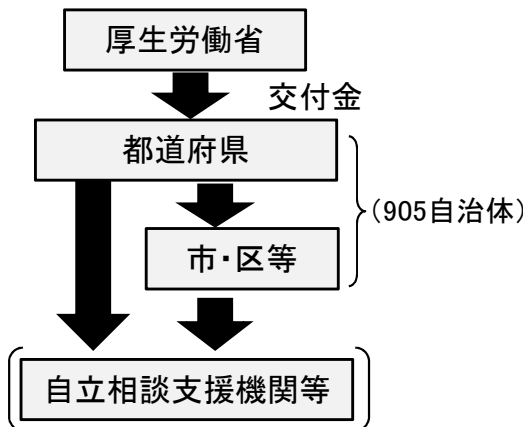 厚生労働省
交付金
都道府県
(905自治体)
市・区等
自立相談支援機関等